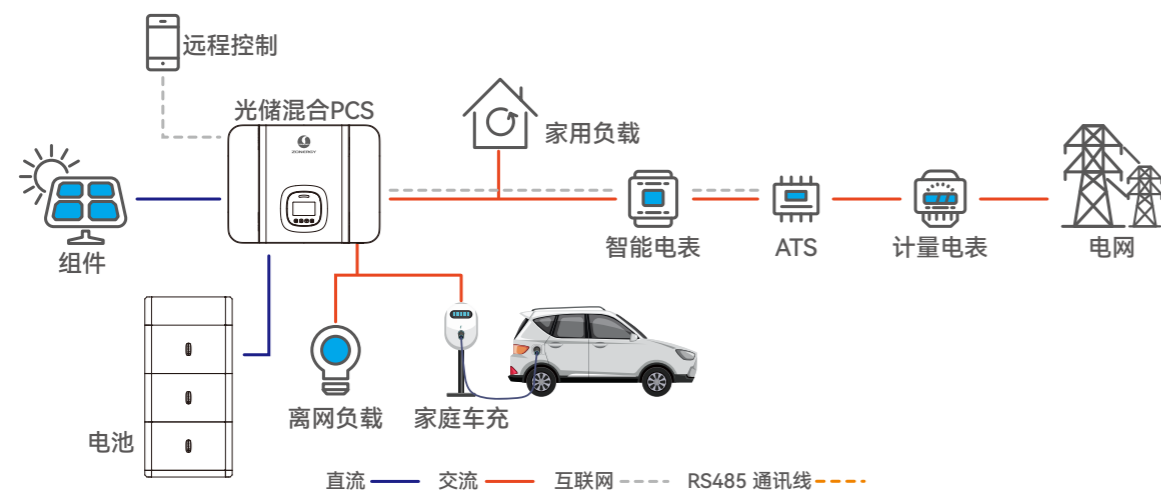 远程控制
光储混合PCS
ZONERGY
家用负载
组件
智能电表
ATS
计量电表
电网
离网负载
家庭车充
电池
直流
交流
互联网
RS485 通讯线